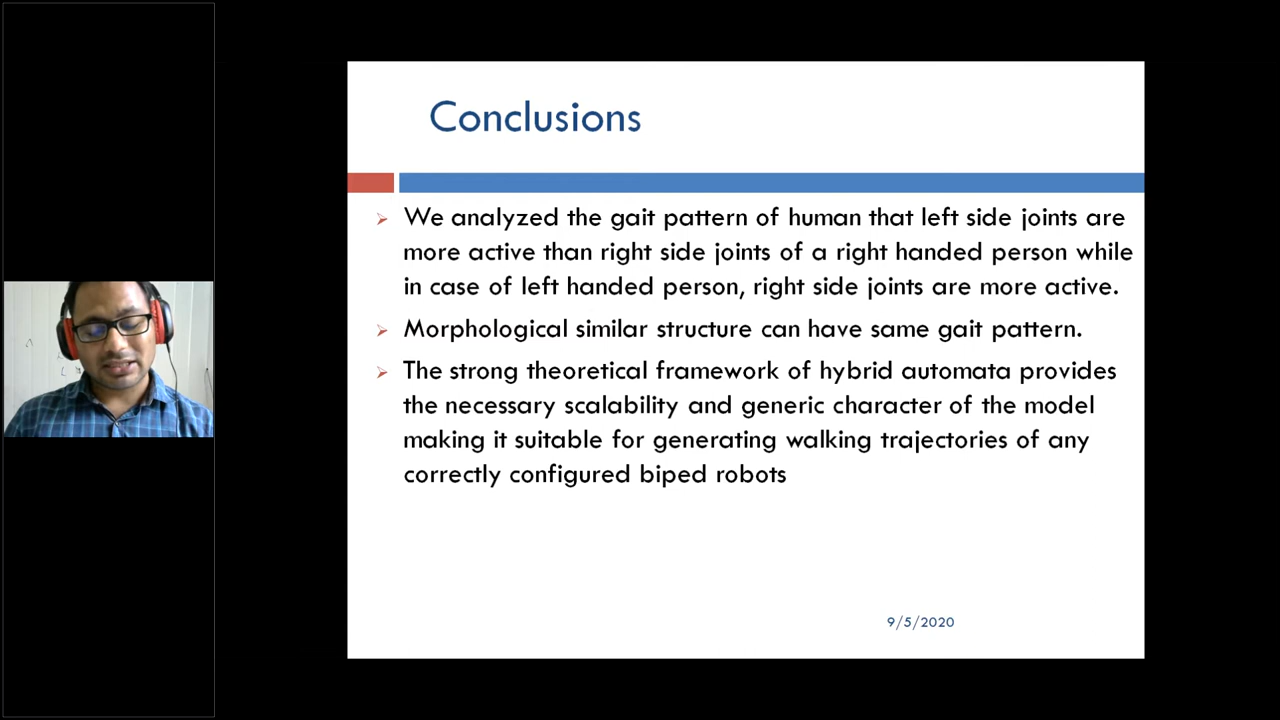 Conclusions
We analyzed the gait pattern of human that left side joints are
more active than right side joints of a right handed person while
in case of left handed person, right side joints are more active.
Morphological similar structure can have same gait pattern.
The strong theoretical framework of hybrid automata provides
the necessary scalability and generic character of the model
making it suitable for generating walking trajectories of any
correctly configured biped robots
9/5/2020